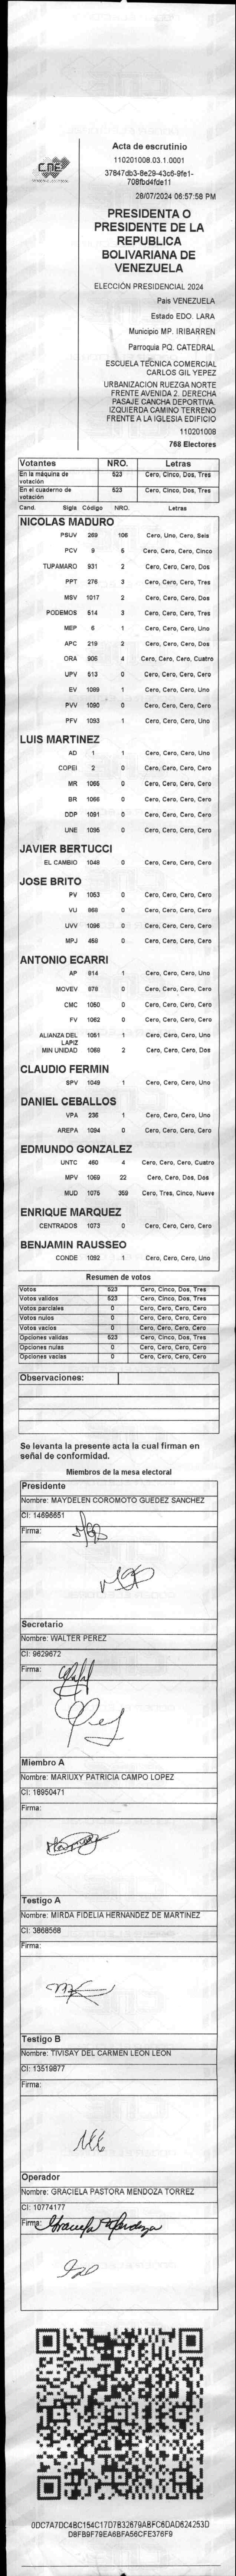 CNE
Acta de escrutinio
110201008.03.1.0001
37847db3-8e29-43c6-9fe1-
708fbd4fde11
28/07/2024 06:57:58 PM
PRESIDENTA O
PRESIDENTE DE LA
REPUBLICA
BOLIVARIANA DE
VENEZUELA
ELECCIÓN PRESIDENCIAL 2024
Pais VENEZUELA
Estado EDO. LARA
Municipio MP. IRIBARREN
Parroquia PQ. CATEDRAL
ESCUELA TÉCNICA COMERCIAL
CARLOS GIL YEPEZ
URBANIZACION RUEZGA NORTE
FRENTE AVENIDA 2. DERECHA
PASAJE CANCHA DEPORTIVA.
IZQUIERDA CAMINO TERRENO
FRENTE A LA IGLESIA EDIFICIO
110201008
768 Electores
Votantes NRO. Letras
En la máquina de votación 523 Cero, Cinco, Dos, Tres
En el cuaderno de votación 523 Cero, Cinco, Dos, Tres
Cand. Sigla Código NRO. Letras
NICOLAS MADURO
PSUV 269 106 Cero, Uno, Cero, Seis
PCV 9 5 Cero, Cero, Cero, Cinco
TUPAMARO 931 2 Cero, Cero, Cero, Dos
PPT 276 3 Cero, Cero, Cero, Tres
MSV 1017 2 Cero, Cero, Cero, Dos
PODEMOS 514 3 Cero, Cero, Cero, Tres
MEP 6 1 Cero, Cero, Cero, Uno
APC 219 2 Cero, Cero, Cero, Dos
ORA 906 4 Cero, Cero, Cero, Cuatro
UPV 513 0 Cero, Cero, Cero, Cero
EV 1089 1 Cero, Cero, Cero, Uno
PVV 1090 0 Cero, Cero, Cero, Cero
PFV 1093 1 Cero, Cero, Cero, Uno
LUIS MARTINEZ
AD 1 1 Cero, Cero, Cero, Uno
COPEI 2 0 Cero, Cero, Cero, Cero
MR 1065 0 Cero, Cero, Cero, Cero
BR 1066 0 Cero, Cero, Cero, Cero
DDP 1091 0 Cero, Cero, Cero, Cero
UNE 1095 0 Cero, Cero, Cero, Cero
JAVIER BERTUCCI
EL CAMBIO 1048 0 Cero, Cero, Cero, Cero
JOSE BRITO
PV 1053 0 Cero, Cero, Cero, Cero
VU 868 0 Cero, Cero, Cero, Cero
UVV 1096 0 Cero, Cero, Cero, Cero
MPJ 458 0 Cero, Cero, Cero, Cero
ANTONIO ECARRI
AP 814 1 Cero, Cero, Cero, Uno
MOVEV 878 0 Cero, Cero, Cero, Cero
CMC 1050 0 Cero, Cero, Cero, Cero
FV 1062 0 Cero, Cero, Cero, Cero
ALIANZA DEL LAPIZ 1051 1 Cero, Cero, Cero, Uno
MIN UNIDAD 1068 2 Cero, Cero, Cero, Dos
CLAUDIO FERMIN
SPV 1049 1 Cero, Cero, Cero, Uno
DANIEL CEBALLOS
VPA 236 1 Cero, Cero, Cero, Uno
AREPA 1094 0 Cero, Cero, Cero, Cero
EDMUNDO GONZALEZ
UNTC 460 4 Cero, Cero, Cero, Cuatro
MPV 1069 22 Cero, Cero, Dos, Dos
MUD 1075 359 Cero, Tres, Cinco, Nueve
ENRIQUE MARQUEZ
CENTRADOS 1073 0 Cero, Cero, Cero, Cero
BENJAMIN RAUSSEO
CONDE 1092 1 Cero, Cero, Cero, Uno
Resumen de votos
Votos 523 Cero, Cinco, Dos, Tres
Votos validos 523 Cero, Cinco, Dos, Tres
Votos parciales 0 Cero, Cero, Cero, Cero
Votos nulos 0 Cero, Cero, Cero, Cero
Votos vacios 0 Cero, Cero, Cero, Cero
Opciones validas 523 Cero, Cinco, Dos, Tres
Opciones nulas 0 Cero, Cero, Cero, Cero
Opciones vacias 0 Cero, Cero, Cero, Cero
Observaciones:
Se levanta la presente acta la cual firman en
señal de conformidad.
Miembros de la mesa electoral
Presidente
Nombre: MAYDELEN COROMOTO GUEDEZ SANCHEZ
CI: 14696651
Firma:
Secretario
Nombre: WALTER PEREZ
CI: 9629672
Firma:
Miembro A
Nombre: MARIUXY PATRICIA CAMPO LOPEZ
CI: 18950471
Firma:
Testigo A
Nombre: MIRDA FIDELIA HERNANDEZ DE MARTINEZ
CI: 3868568
Firma:
Testigo B
Nombre: TIVISAY DEL CARMEN LEON LEON
CI: 13519877
Firma:
Operador
Nombre: GRACIELA PASTORA MENDOZA TORREZ
CI: 10774177
Firma: Graciela Mendoza
0DC7A7DC4BC154C17D7B32679ABFC6DAD624253D
D8FB9F79EA6BFA56CFE376F9